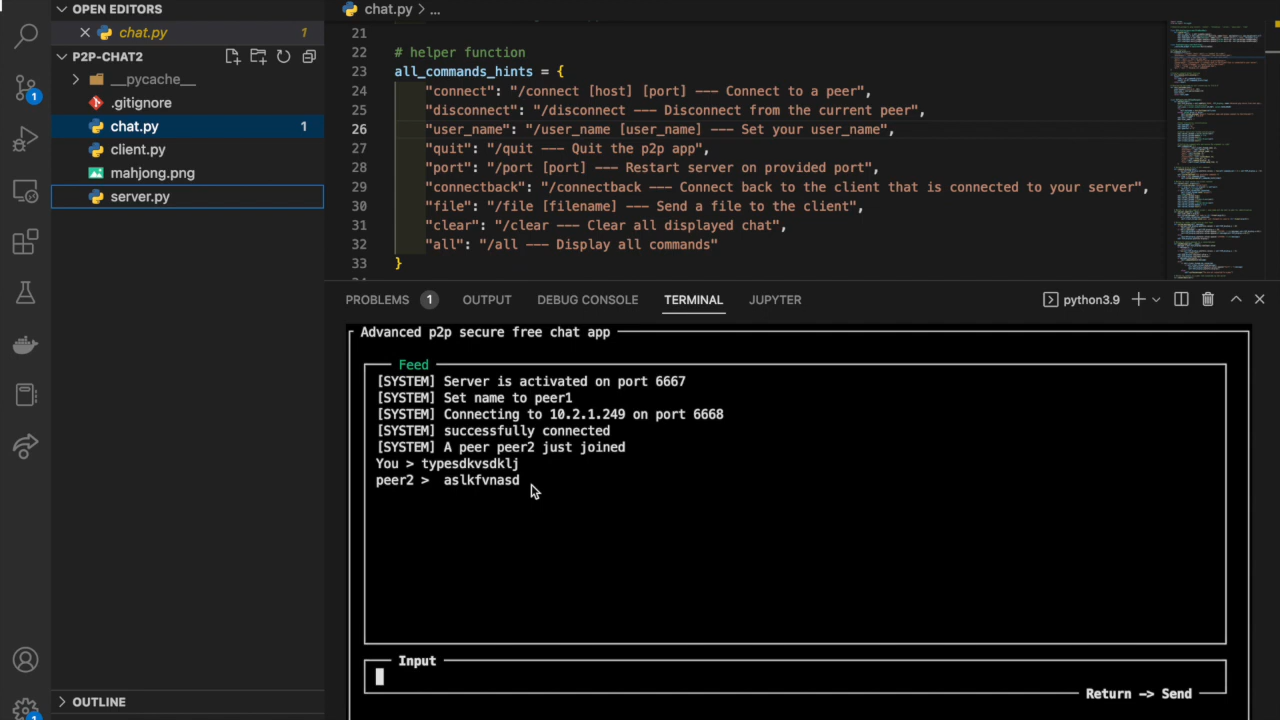 OPEN EDITORS
chat.py
1
P2P-CHAT2
__pycache__
.gitignore
chat.py
1
client.py
mahjong.png
server.py
OUTLINE
1
1
chat.py > ...
21
22 # helper function
23 all_commands_hits = {
24 "connect": "/connect [host] [port] --- Connect to a peer",
25 "disconnect": "/disconnect --- Disconnect from the current peer",
26 "user_name": "/user_name [user_name] --- Set your user_name",
27 "quit": "/quit --- Quit the p2p app",
28 "port": "/port [port] --- Restart server on provided port",
29 "connectback": "/connectback --- Connect back to the client that is connected to your server",
30 "file": "/file [filename] --- Send a file to the client",
31 "clear": "/clear --- Clear all displayed chat",
32 "all": "/all --- Display all commands"
33 }
PROBLEMS 1 OUTPUT DEBUG CONSOLE TERMINAL JUPYTER python3.9
Advanced p2p secure free chat app
Feed
[SYSTEM] Server is activated on port 6667
[SYSTEM] Set name to peer1
[SYSTEM] Connecting to 10.2.1.249 on port 6668
[SYSTEM] successfully connected
[SYSTEM] A peer peer2 just joined
You > typesdkvsdklj
peer2 > aslkfvnasd
Input
Return -> Send